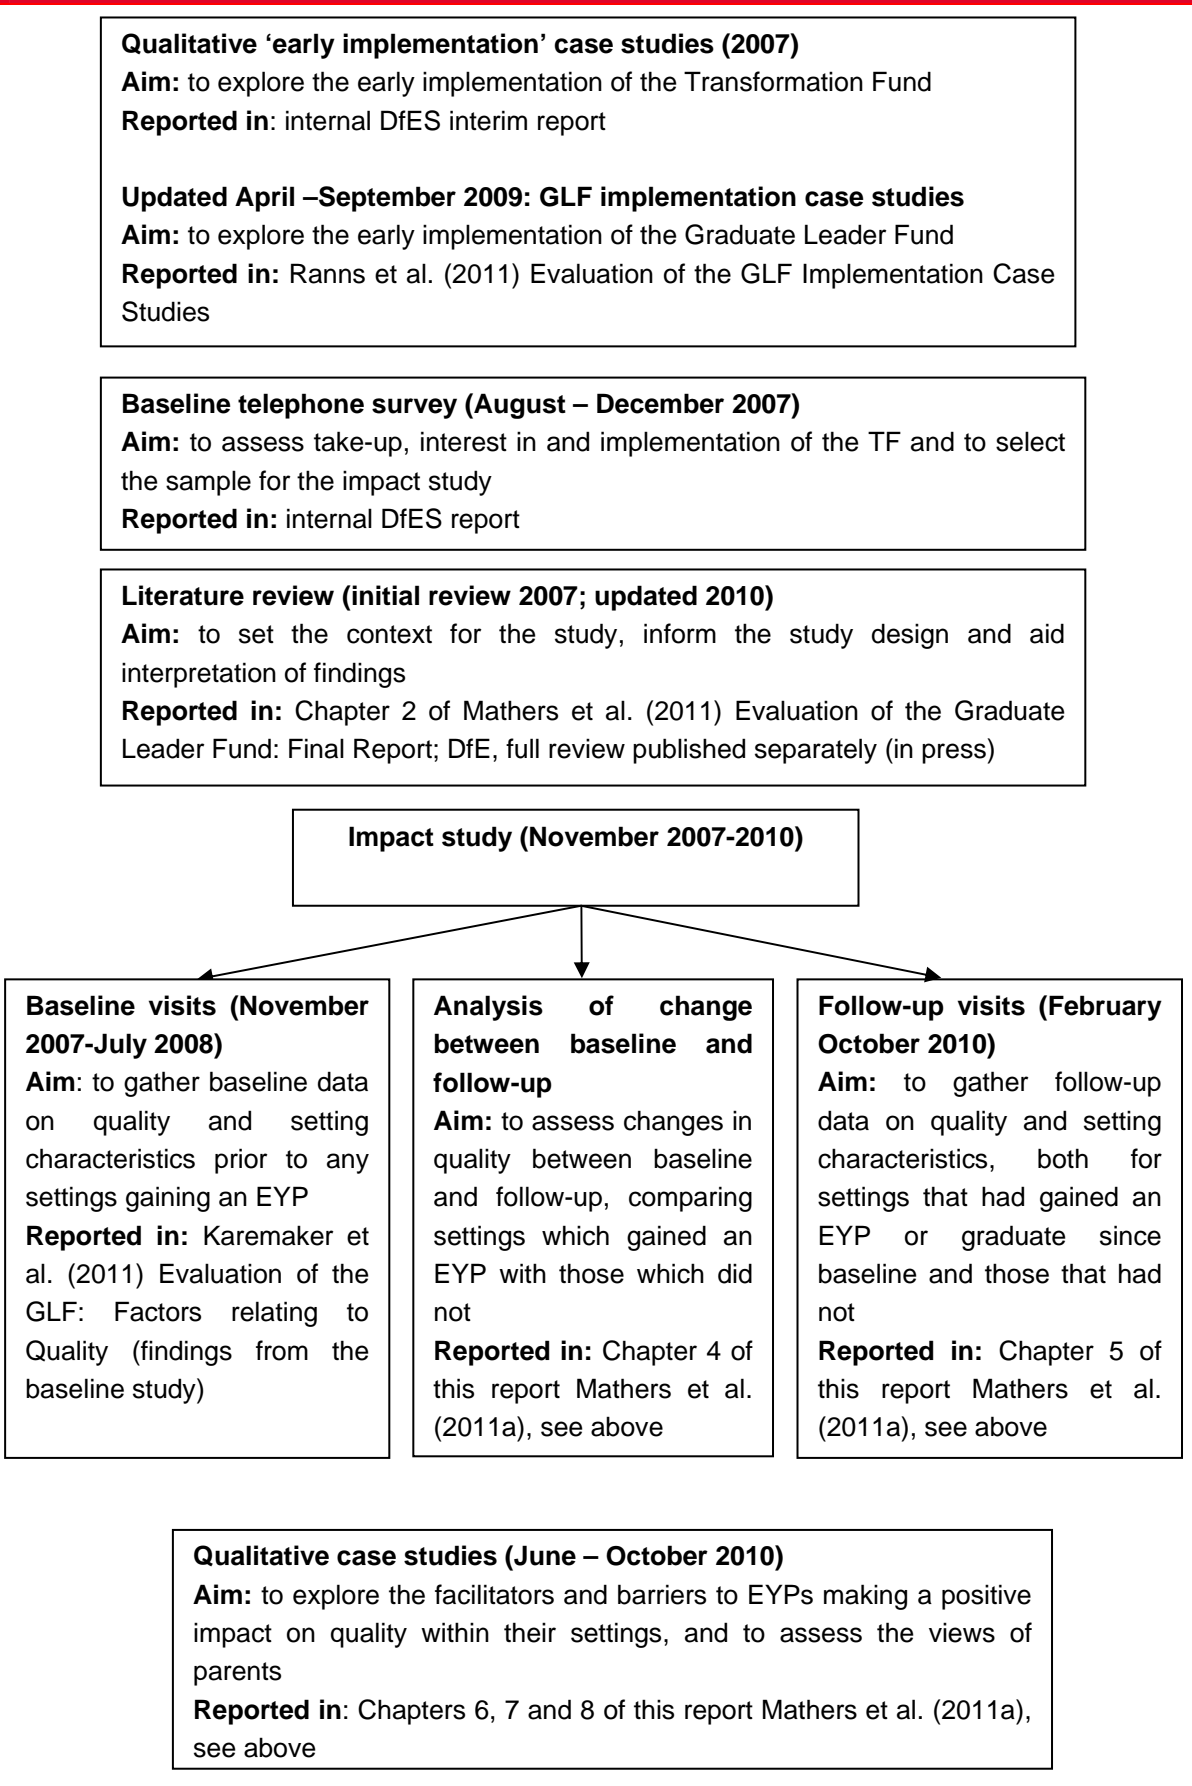 Qualitative ‘early implementation’ case studies (2007)
Aim: to explore the early implementation of the Transformation Fund
Reported in: internal DfES interim report
Updated April –September 2009: GLF implementation case studies
Aim: to explore the early implementation of the Graduate Leader Fund
Reported in: Ranns et al. (2011) Evaluation of the GLF Implementation Case
Studies
Baseline telephone survey (August – December 2007)
Aim: to assess take-up, interest in and implementation of the TF and to select
the sample for the impact study
Reported in: internal DfES report
Literature review (initial review 2007; updated 2010)
Aim: to set the context for the study, inform the study design and aid
interpretation of findings
Reported in: Chapter 2 of Mathers et al. (2011) Evaluation of the Graduate
Leader Fund: Final Report; DfE, full review published separately (in press)
Impact study (November 2007-2010)
Baseline visits (November
2007-July 2008)
Aim: to gather baseline data
on quality and setting
characteristics prior to any
settings gaining an EYP
Reported in: Karemaker et
al. (2011) Evaluation of the
GLF: Factors relating to
Quality (findings from the
baseline study)
Analysis of change
between baseline and
follow-up
Aim: to assess changes in
quality between baseline
and follow-up, comparing
settings which gained an
EYP with those which did
not
Reported in: Chapter 4 of
this report Mathers et al.
(2011a), see above
Follow-up visits (February
October 2010)
Aim: to gather follow-up
data on quality and setting
characteristics, both for
settings that had gained an
EYP or graduate since
baseline and those that had
not
Reported in: Chapter 5 of
this report Mathers et al.
(2011a), see above
Qualitative case studies (June – October 2010)
Aim: to explore the facilitators and barriers to EYPs making a positive
impact on quality within their settings, and to assess the views of
parents
Reported in: Chapters 6, 7 and 8 of this report Mathers et al. (2011a),
see above